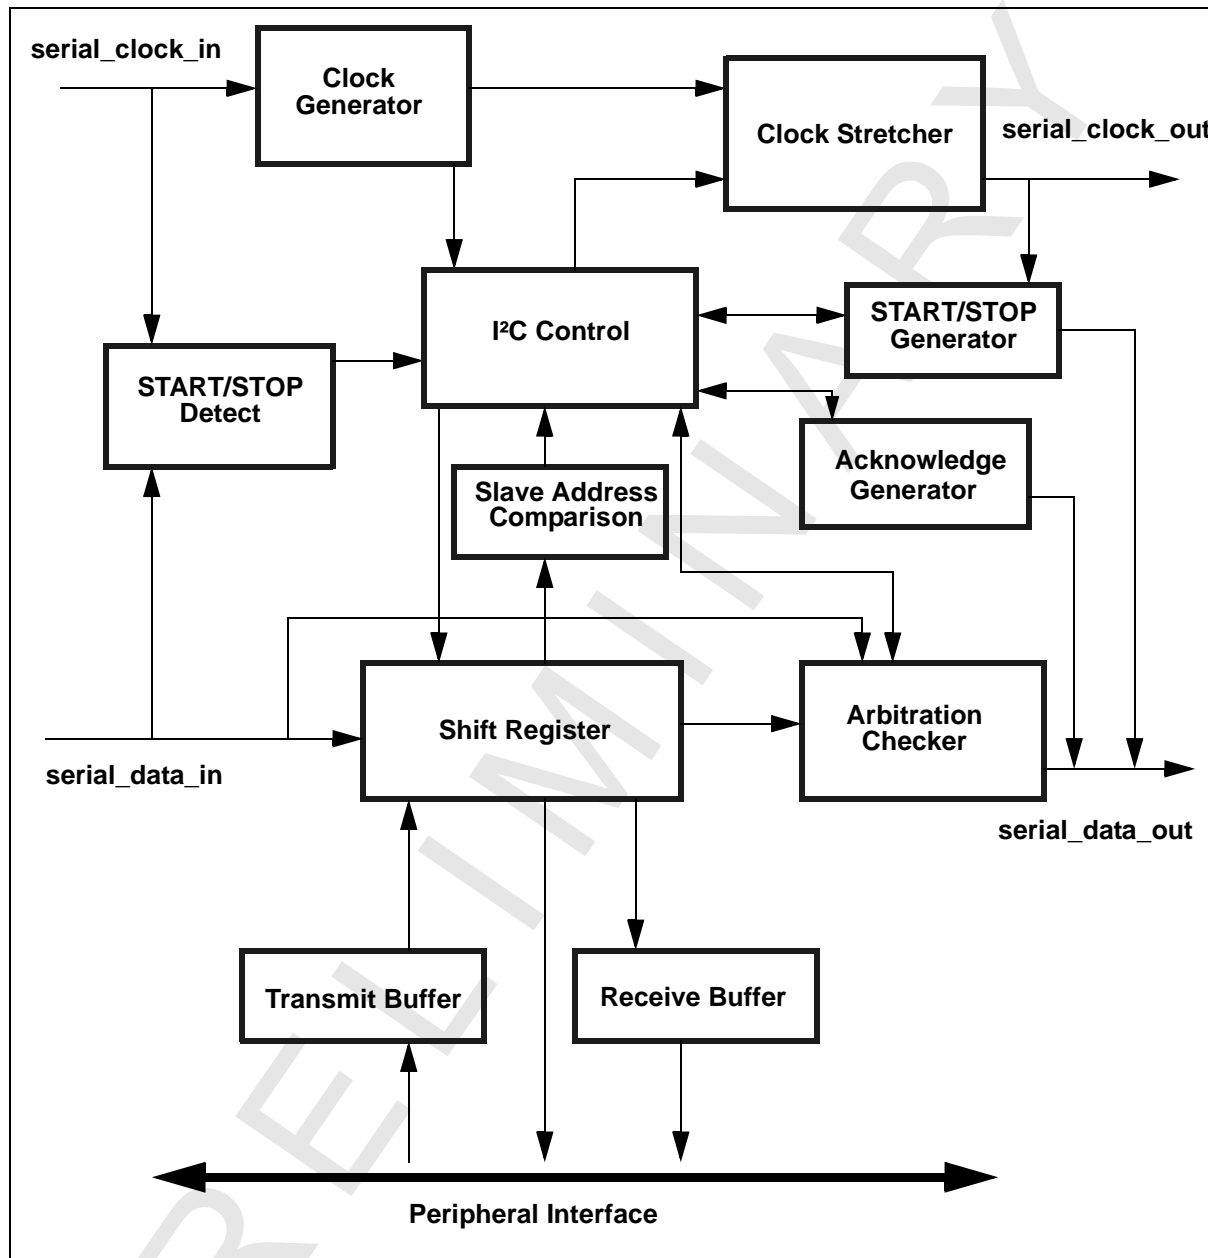 serial_clock_in
Clock
Generator
Clock Stretcher
serial_clock_out
I²C Control
START/STOP
Generator
START/STOP
Detect
Acknowledge
Generator
Slave Address
Comparison
Shift Register
Arbitration
Checker
serial_data_in
serial_data_out
Transmit Buffer
Receive Buffer
Peripheral Interface
RELIMINARY